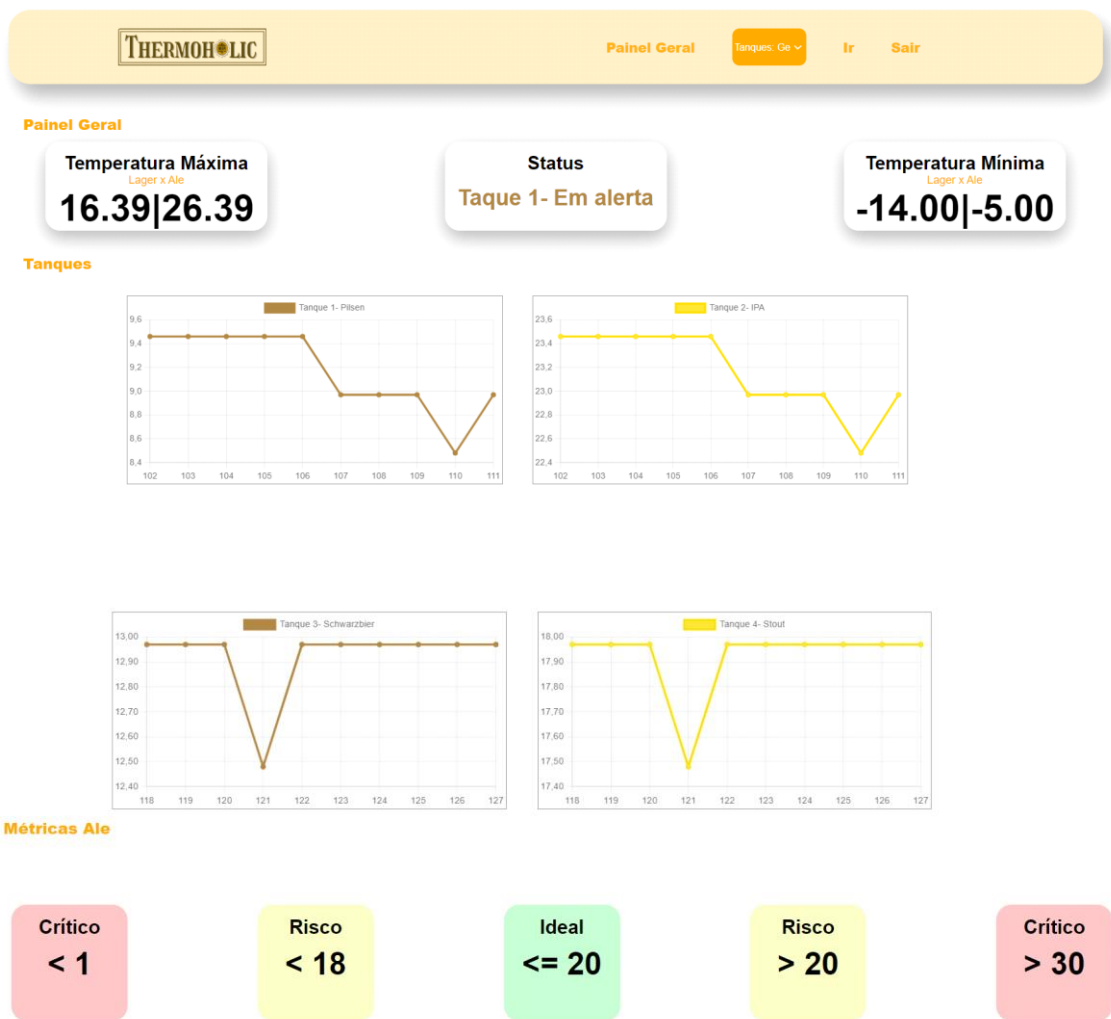 THERMOHOLIC
Painel Geral
Tanques: Ge
Ir
Sair
Painel Geral
Temperatura Máxima
Lager x Ale
16.39|26.39
Status
Taque 1- Em alerta
Temperatura Mínima
Lager x Ale
-14.00|-5.00
Tanques
Tanque 1- Pilsen
9,6
9,4
9,2
9,0
8,8
8,6
8,4
102 103 104 105 106 107 108 109 110 111
Tanque 2- IPA
23,6
23,4
23,2
23,0
22,8
22,6
22,4
102 103 104 105 106 107 108 109 110 111
Tanque 3- Schwarzbier
13,00
12,90
12,80
12,70
12,60
12,50
12,40
118 119 120 121 122 123 124 125 126 127
Tanque 4- Stout
18,00
17,90
17,80
17,70
17,60
17,50
17,40
118 119 120 121 122 123 124 125 126 127
Métricas Ale
Crítico
< 1
Risco
< 18
Ideal
<= 20
Risco
> 20
Crítico
> 30